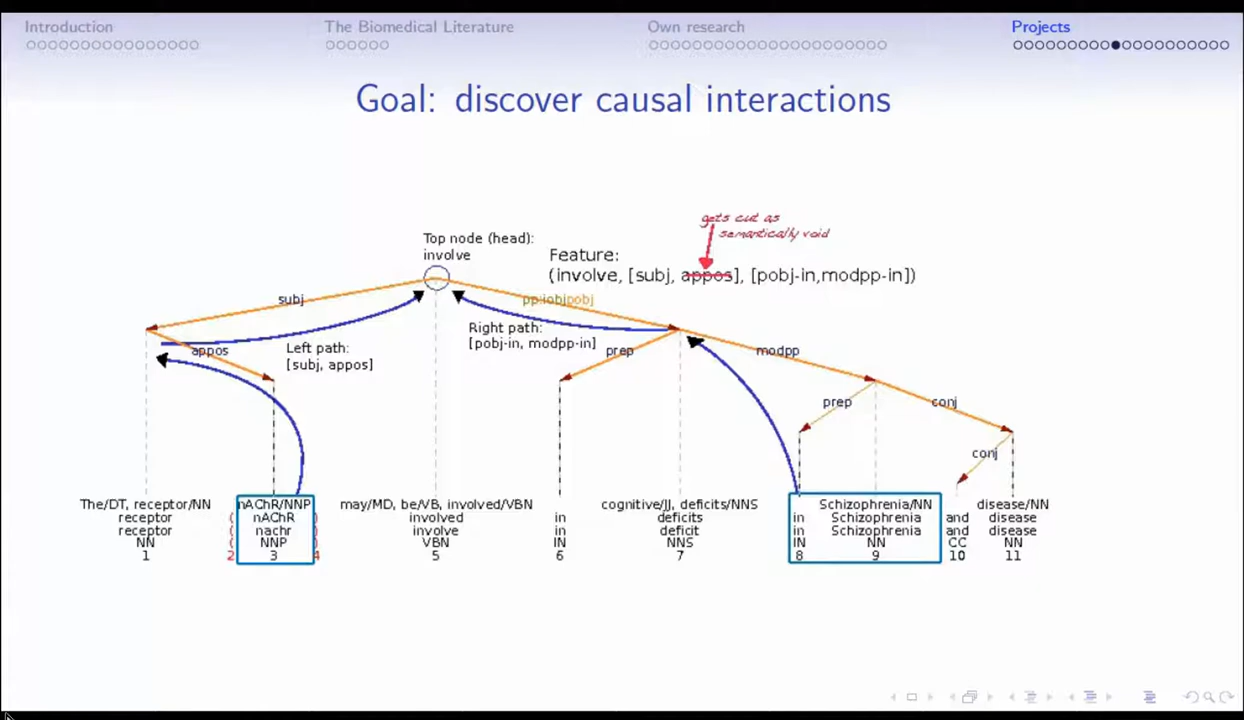 Introduction The Biomedical Literature Own research Projects
Goal: discover causal interactions
gets cut as
semantically void
Top node (head):
involve
Feature:
(involve, [subj, appos], [pobj-in,modpp-in])
subj
pp:iobjpobj
Right path:
[pobj-in, modpp-in]
appos
Left path:
[subj, appos]
prep
modpp
prep
conj
conj
The/DT, receptor/NN nAChR/NNP may/MD, be/VB, involved/VBN cognitive/JJ, deficits/NNS Schizophrenia/NN disease/NN
receptor ( nAChR ) involved in deficits in Schizophrenia and disease
receptor ( nachr ) involve in deficit in Schizophrenia and disease
NN ( NNP ) VBN IN NNS IN NN CC NN
1 2 3 4 5 6 7 8 9 10 11